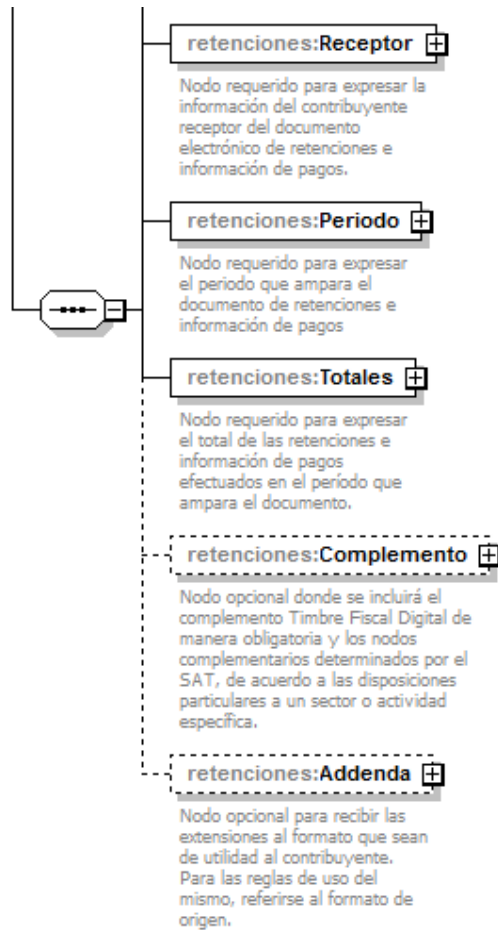 retenciones:Receptor
Nodo requerido para expresar la
información del contribuyente
receptor del documento
electrónico de retenciones e
información de pagos.
retenciones:Periodo
Nodo requerido para expresar
el periodo que ampara el
documento de retenciones e
información de pagos
retenciones:Totales
Nodo requerido para expresar
el total de las retenciones e
información de pagos
efectuados en el período que
ampara el documento.
retenciones:Complemento
Nodo opcional donde se incluirá el
complemento Timbre Fiscal Digital de
manera obligatoria y los nodos
complementarios determinados por el
SAT, de acuerdo a las disposiciones
particulares a un sector o actividad
específica.
retenciones:Addenda
Nodo opcional para recibir las
extensiones al formato que sean
de utilidad al contribuyente.
Para las reglas de uso del
mismo, referirse al formato de
origen.